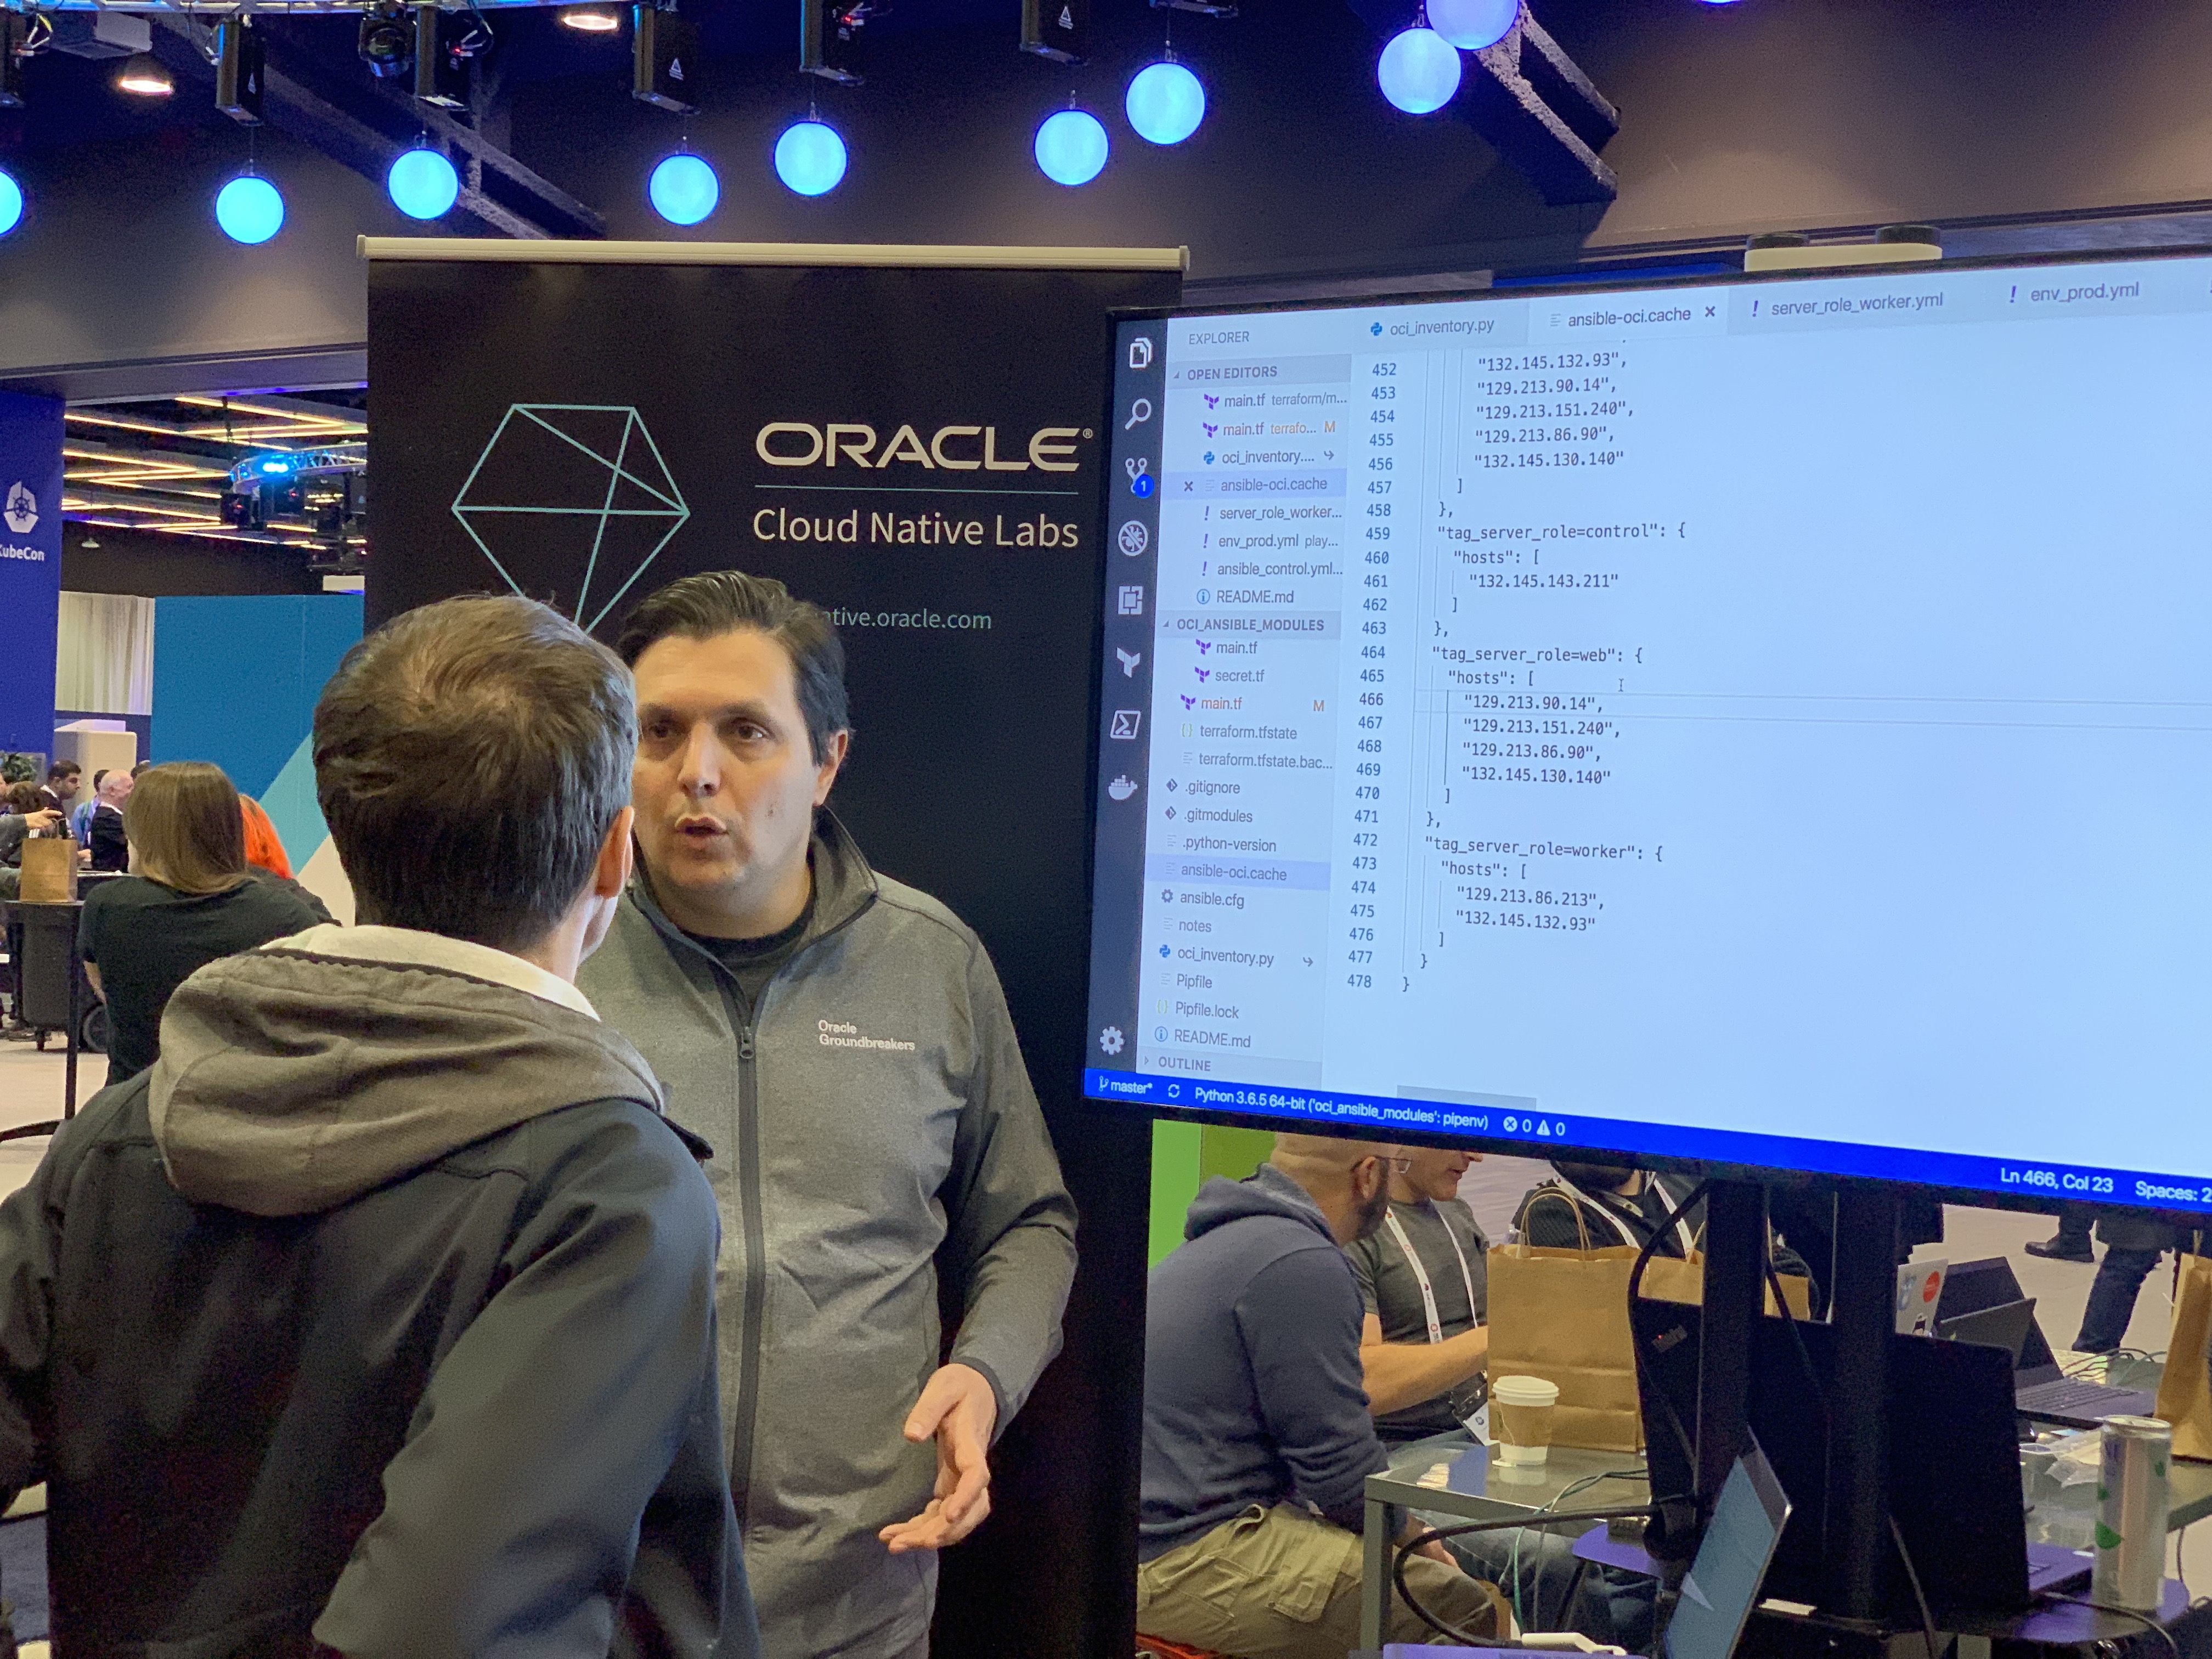 KubeCon
ORACLE®
Cloud Native Labs
ative.oracle.com
Oracle
Groundbreakers
EXPLORER
OPEN EDITORS
main.tf terraform/m...
main.tf terrafo... M
oci_inventory....
ansible-oci.cache
! server_role_worker...
! env_prod.yml play...
! ansible_control.yml...
README.md
OCI_ANSIBLE_MODULES
main.tf
secret.tf
main.tf M
{} terraform.tfstate
terraform.tfstate.bac...
.gitignore
.gitmodules
.python-version
ansible-oci.cache
ansible.cfg
notes
oci_inventory.py
Pipfile
{} Pipfile.lock
README.md
OUTLINE
1
oci_inventory.py
ansible-oci.cache ×
! server_role_worker.yml
! env_prod.yml
452 "132.145.132.93",
453 "129.213.90.14",
454 "129.213.151.240",
455 "129.213.86.90",
456 "132.145.130.140"
457 ]
458 },
459 "tag_server_role=control": {
460 "hosts": [
461 "132.145.143.211"
462 ]
463 },
464 "tag_server_role=web": {
465 "hosts": [
466 "129.213.90.14",
467 "129.213.151.240",
468 "129.213.86.90",
469 "132.145.130.140"
470 ]
471 },
472 "tag_server_role=worker": {
473 "hosts": [
474 "129.213.86.213",
475 "132.145.132.93"
476 ]
477 }
478 }
master* Python 3.6.5 64-bit ('oci_ansible_modules': pipenv) 0 0
Ln 466, Col 23 Spaces: 2